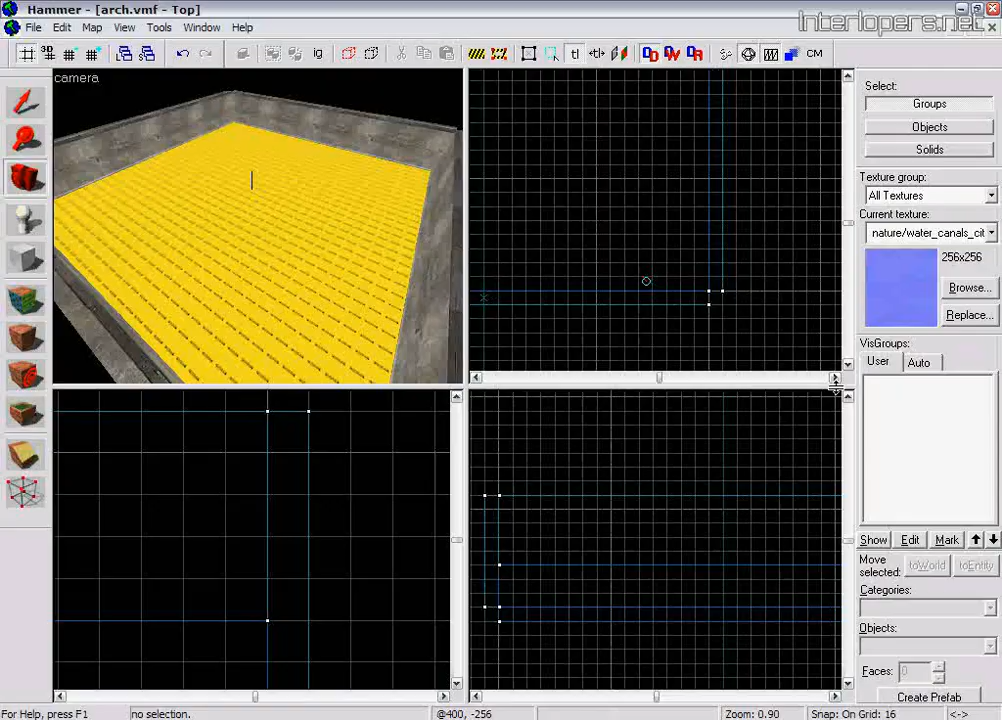 Hammer - [arch.vmf - Top]
interlopers.net
File Edit Map View Tools Window Help
3D
ig
tl
CM
camera
Select:
Groups
Objects
Solids
Texture group:
All Textures
Current texture:
nature/water_canals_cit
256x256
Browse...
Replace...
VisGroups:
User Auto
Show Edit Mark
Move selected:
toWorld toEntity
Categories:
Objects:
Faces: 0
Create Prefab
For Help, press F1 no selection. @400, -256 Zoom: 0.90 Snap: On Grid: 16 <->